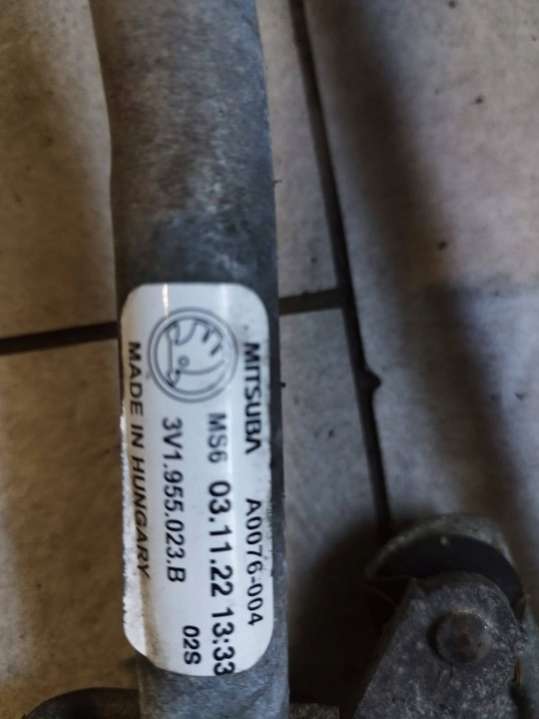 MITSUBA A0076-004
MS6 03.11.22 13:33
3V1.955.023.B 02S
MADE IN HUNGARY